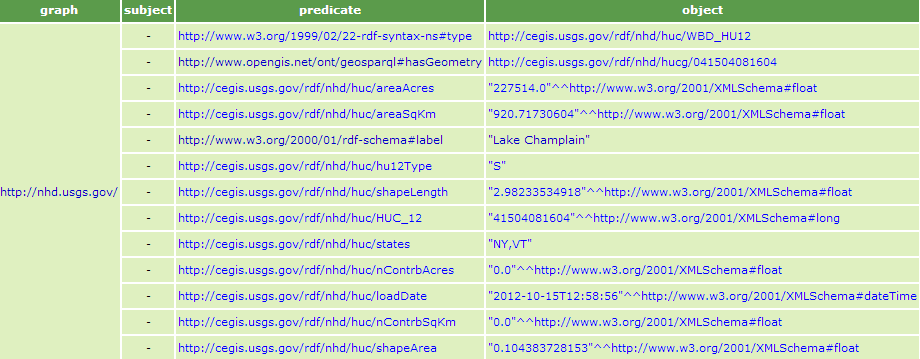 graph subject predicate object
- http://www.w3.org/1999/02/22-rdf-syntax-ns#type http://cegis.usgs.gov/rdf/nhd/huc/WBD_HU12
- http://www.opengis.net/ont/geosparql#hasGeometry http://cegis.usgs.gov/rdf/nhd/hucg/041504081604
- http://cegis.usgs.gov/rdf/nhd/huc/areaAcres "227514.0"^^http://www.w3.org/2001/XMLSchema#float
- http://cegis.usgs.gov/rdf/nhd/huc/areaSqKm "920.71730604"^^http://www.w3.org/2001/XMLSchema#float
- http://www.w3.org/2000/01/rdf-schema#label "Lake Champlain"
- http://cegis.usgs.gov/rdf/nhd/huc/hu12Type "S"
http://nhd.usgs.gov/ - http://cegis.usgs.gov/rdf/nhd/huc/shapeLength "2.98233534918"^^http://www.w3.org/2001/XMLSchema#float
- http://cegis.usgs.gov/rdf/nhd/huc/HUC_12 "41504081604"^^http://www.w3.org/2001/XMLSchema#long
- http://cegis.usgs.gov/rdf/nhd/huc/states "NY,VT"
- http://cegis.usgs.gov/rdf/nhd/huc/nContrbAcres "0.0"^^http://www.w3.org/2001/XMLSchema#float
- http://cegis.usgs.gov/rdf/nhd/huc/loadDate "2012-10-15T12:58:56"^^http://www.w3.org/2001/XMLSchema#dateTime
- http://cegis.usgs.gov/rdf/nhd/huc/nContrbSqKm "0.0"^^http://www.w3.org/2001/XMLSchema#float
- http://cegis.usgs.gov/rdf/nhd/huc/shapeArea "0.104383728153"^^http://www.w3.org/2001/XMLSchema#float